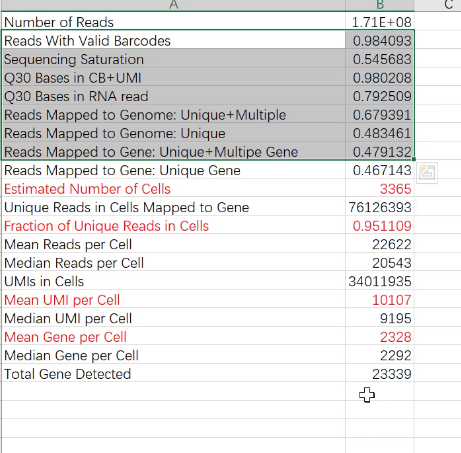 A B C
Number of Reads 1.71E+08
Reads With Valid Barcodes 0.984093
Sequencing Saturation 0.545683
Q30 Bases in CB+UMI 0.980208
Q30 Bases in RNA read 0.792509
Reads Mapped to Genome: Unique+Multiple 0.679391
Reads Mapped to Genome: Unique 0.483461
Reads Mapped to Gene: Unique+Multipe Gene 0.479132
Reads Mapped to Gene: Unique Gene 0.467143
Estimated Number of Cells 3365
Unique Reads in Cells Mapped to Gene 76126393
Fraction of Unique Reads in Cells 0.951109
Mean Reads per Cell 22622
Median Reads per Cell 20543
UMIs in Cells 34011935
Mean UMI per Cell 10107
Median UMI per Cell 9195
Mean Gene per Cell 2328
Median Gene per Cell 2292
Total Gene Detected 23339